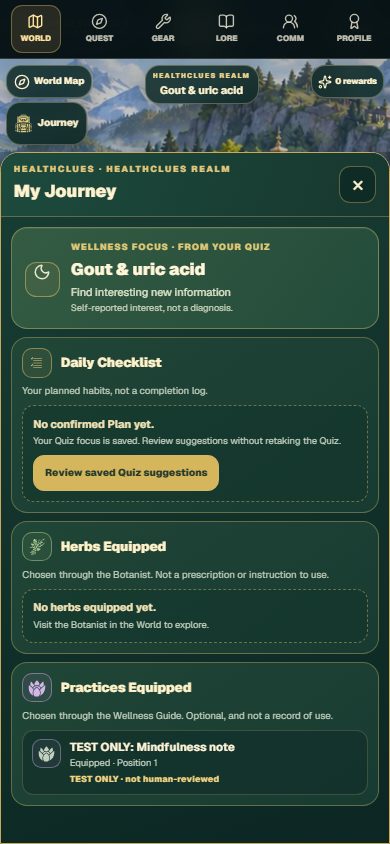 WORLD
QUEST
GEAR
LORE
COMM
PROFILE
World Map
HEALTHCLUES REALM
Gout & uric acid
0 rewards
Journey
HEALTHCLUES · HEALTHCLUES REALM
My Journey
WELLNESS FOCUS · FROM YOUR QUIZ
Gout & uric acid
Find interesting new information
Self-reported interest, not a diagnosis.
Daily Checklist
Your planned habits, not a completion log.
No confirmed Plan yet.
Your Quiz focus is saved. Review suggestions without retaking the Quiz.
Review saved Quiz suggestions
Herbs Equipped
Chosen through the Botanist. Not a prescription or instruction to use.
No herbs equipped yet.
Visit the Botanist in the World to explore.
Practices Equipped
Chosen through the Wellness Guide. Optional, and not a record of use.
TEST ONLY: Mindfulness note
Equipped · Position 1
TEST ONLY · not human-reviewed